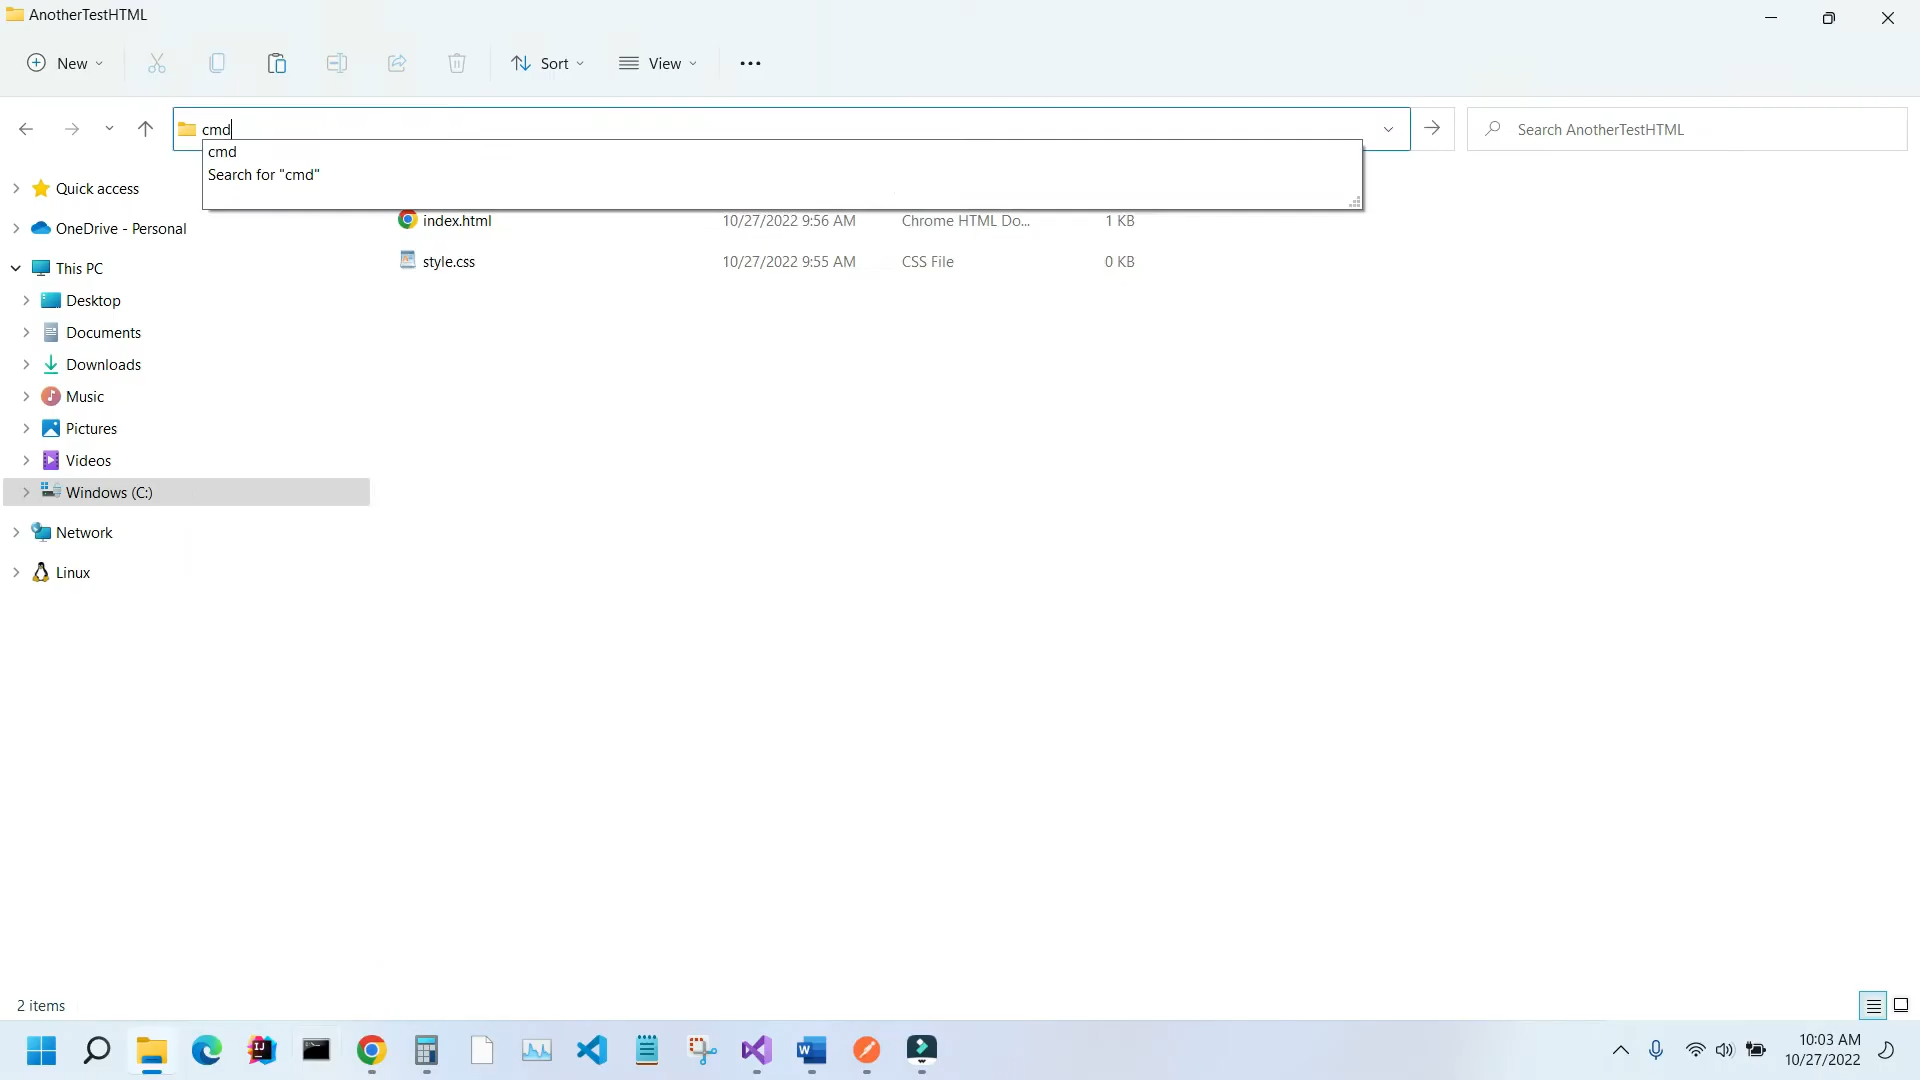 AnotherTestHTML
New
Sort
View
cmd
Search AnotherTestHTML
cmd
Search for "cmd"
Quick access
OneDrive - Personal
This PC
Desktop
Documents
Downloads
Music
Pictures
Videos
Windows (C:)
Network
Linux
index.html 10/27/2022 9:56 AM Chrome HTML Do... 1 KB
style.css 10/27/2022 9:55 AM CSS File 0 KB
2 items
10:03 AM
10/27/2022